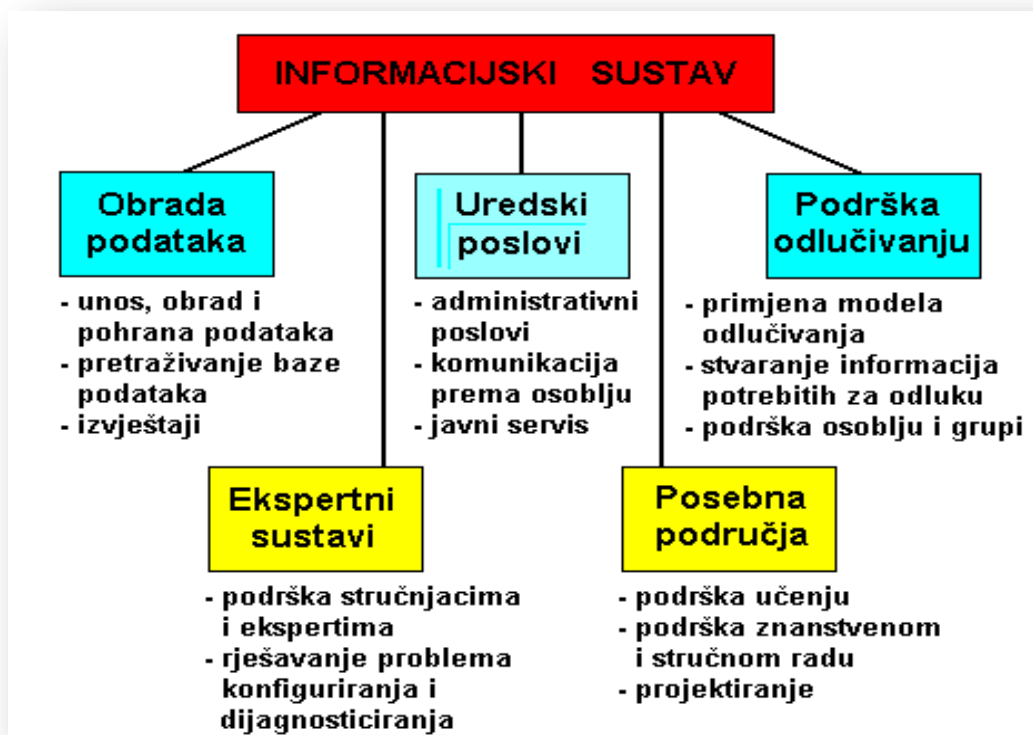 INFORMACIJSKI SUSTAV
Obrada
podataka
- unos, obrad i
pohrana podataka
- pretraživanje baze
podataka
- izvještaji
Uredski
poslovi
- administrativni
poslovi
- komunikacija
prema osoblju
- javni servis
Podrška
odlučivanju
- primjena modela
odlučivanja
- stvaranje informacija
potrebitih za odluku
- podrška osoblju i grupi
Ekspertni
sustavi
- podrška stručnjacima
i ekspertima
- rješavanje problema
konfiguriranja i
dijagnosticiranja
Posebna
područja
- podrška učenju
- podrška znanstvenom
i stručnom radu
- projektiranje